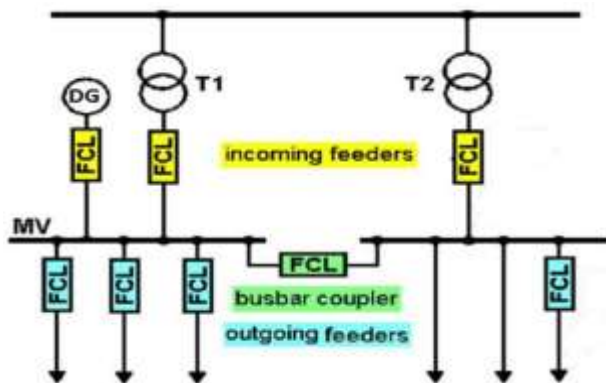 T1
T2
DG
FCL
FCL
FCL
incoming feeders
MV
FCL
FCL
FCL
FCL
FCL
busbar coupler
outgoing feeders